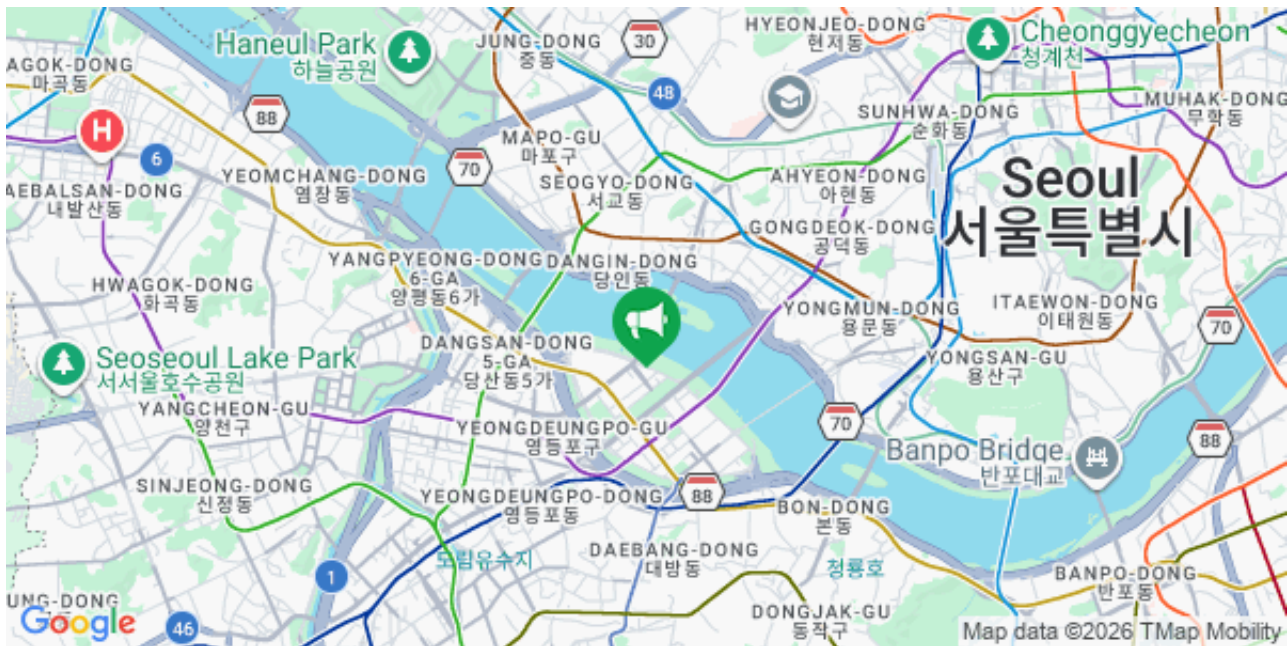 Haneul Park
하늘공원
JUNG-DONG
중동
30
HYEONJEO-DONG
현저동
Cheonggyecheon
청계천
AGOK-DONG
마곡동
88
48
H
6
70
MAPO-GU
마포구
SUNHWA-DONG
순화동
MUHAK-DONG
무학동
AEBALSAN-DONG
내발산동
YEOMCHANG-DONG
염창동
SEOGYO-DONG
서교동
AHYEON-DONG
아현동
Seoul
서울특별시
GONGDEOK-DONG
공덕동
YANGPYEONG-DONG
6-GA
양평동6가
DANGIN-DONG
당인동
HWAGOK-DONG
화곡동
YONGMUN-DONG
용문동
ITAEWON-DONG
이태원동
70
Seoseoul Lake Park
서서울호수공원
DANGSAN-DONG
5-GA
당산동5가
YONGSAN-GU
용산구
YANGCHEON-GU
양천구
YEONGDEUNGPO-GU
영등포구
70
88
Banpo Bridge
반포대교
SINJEONG-DONG
신정동
YEONGDEUNGPO-DONG
영등포동
88
BON-DONG
본동
도림유수지
DAEBANG-DONG
대방동
청룡호
BANPO-DONG
반포동
1
UNG-DONG
46
DONGJAK-GU
동작구
Google
Map data ©2026 TMap Mobility